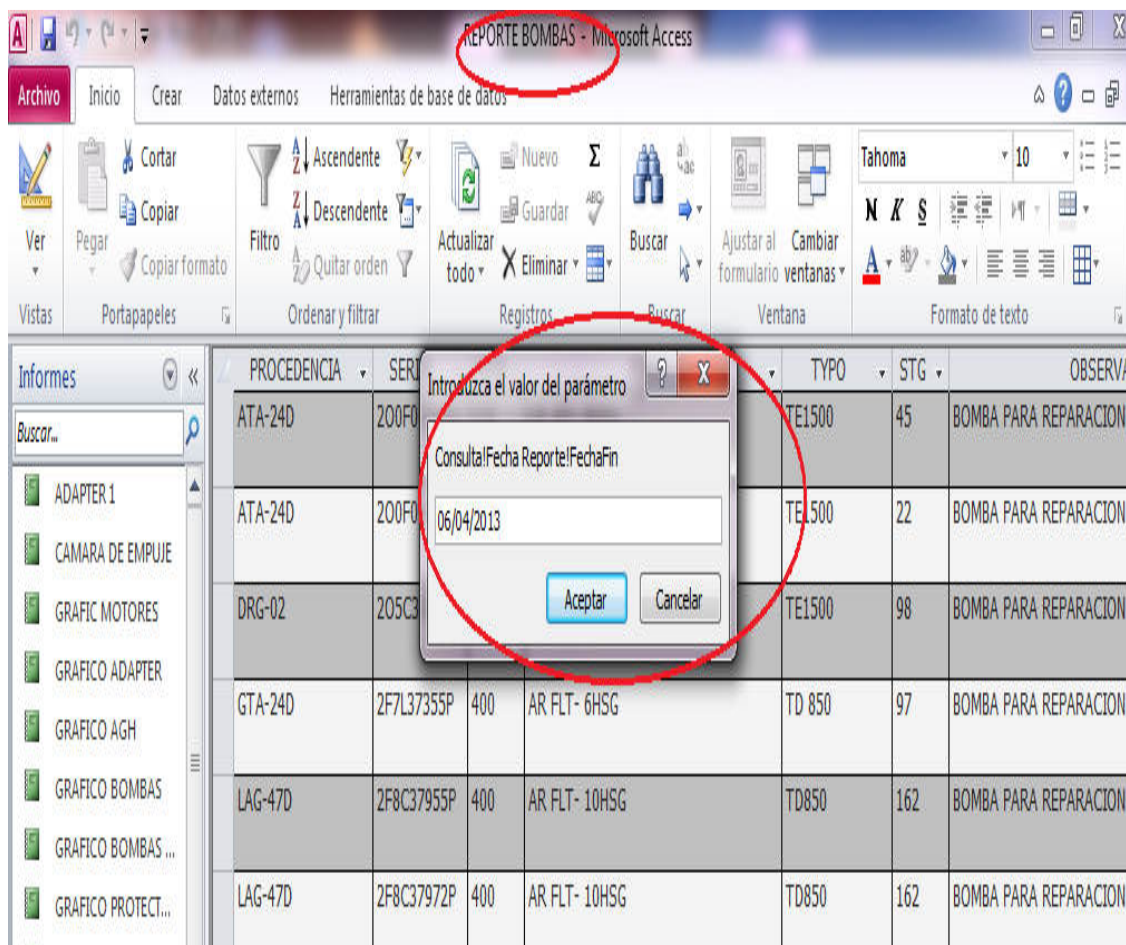 REPORTE BOMBAS - Microsoft Access
Archivo Inicio Crear Datos externos Herramientas de base de datos
Ver
Vistas
Pegar
Cortar
Copiar
Copiar formato
Portapapeles
Filtro
Ascendente
Descendente
Quitar orden
Ordenar y filtrar
Actualizar
todo
Nuevo
Guardar
Eliminar
Registros
Buscar
Buscar
Ajustar al
formulario
Cambiar
ventanas
Ventana
Tahoma 10
N K S
Formato de texto
Informes
Buscar...
ADAPTER 1
CAMARA DE EMPUJE
GRAFIC MOTORES
GRAFICO ADAPTER
GRAFICO AGH
GRAFICO BOMBAS
GRAFICO BOMBAS ...
GRAFICO PROTECT...
PROCEDENCIA SERI TYPO STG OBSERVA
ATA-24D 2O0F0 TE1500 45 BOMBA PARA REPARACION
ATA-24D 200F0 TE1500 22 BOMBA PARA REPARACION
DRG-02 205C3 TE1500 98 BOMBA PARA REPARACION
GTA-24D 2F7L37355P 400 AR FLT- 6HSG TD 850 97 BOMBA PARA REPARACION
LAG-47D 2F8C37955P 400 AR FLT- 10HSG TD850 162 BOMBA PARA REPARACION
LAG-47D 2F8C37972P 400 AR FLT- 10HSG TD850 162 BOMBA PARA REPARACION
Introduzca el valor del parámetro
Consulta!Fecha Reporte!FechaFin
06/04/2013
Aceptar Cancelar